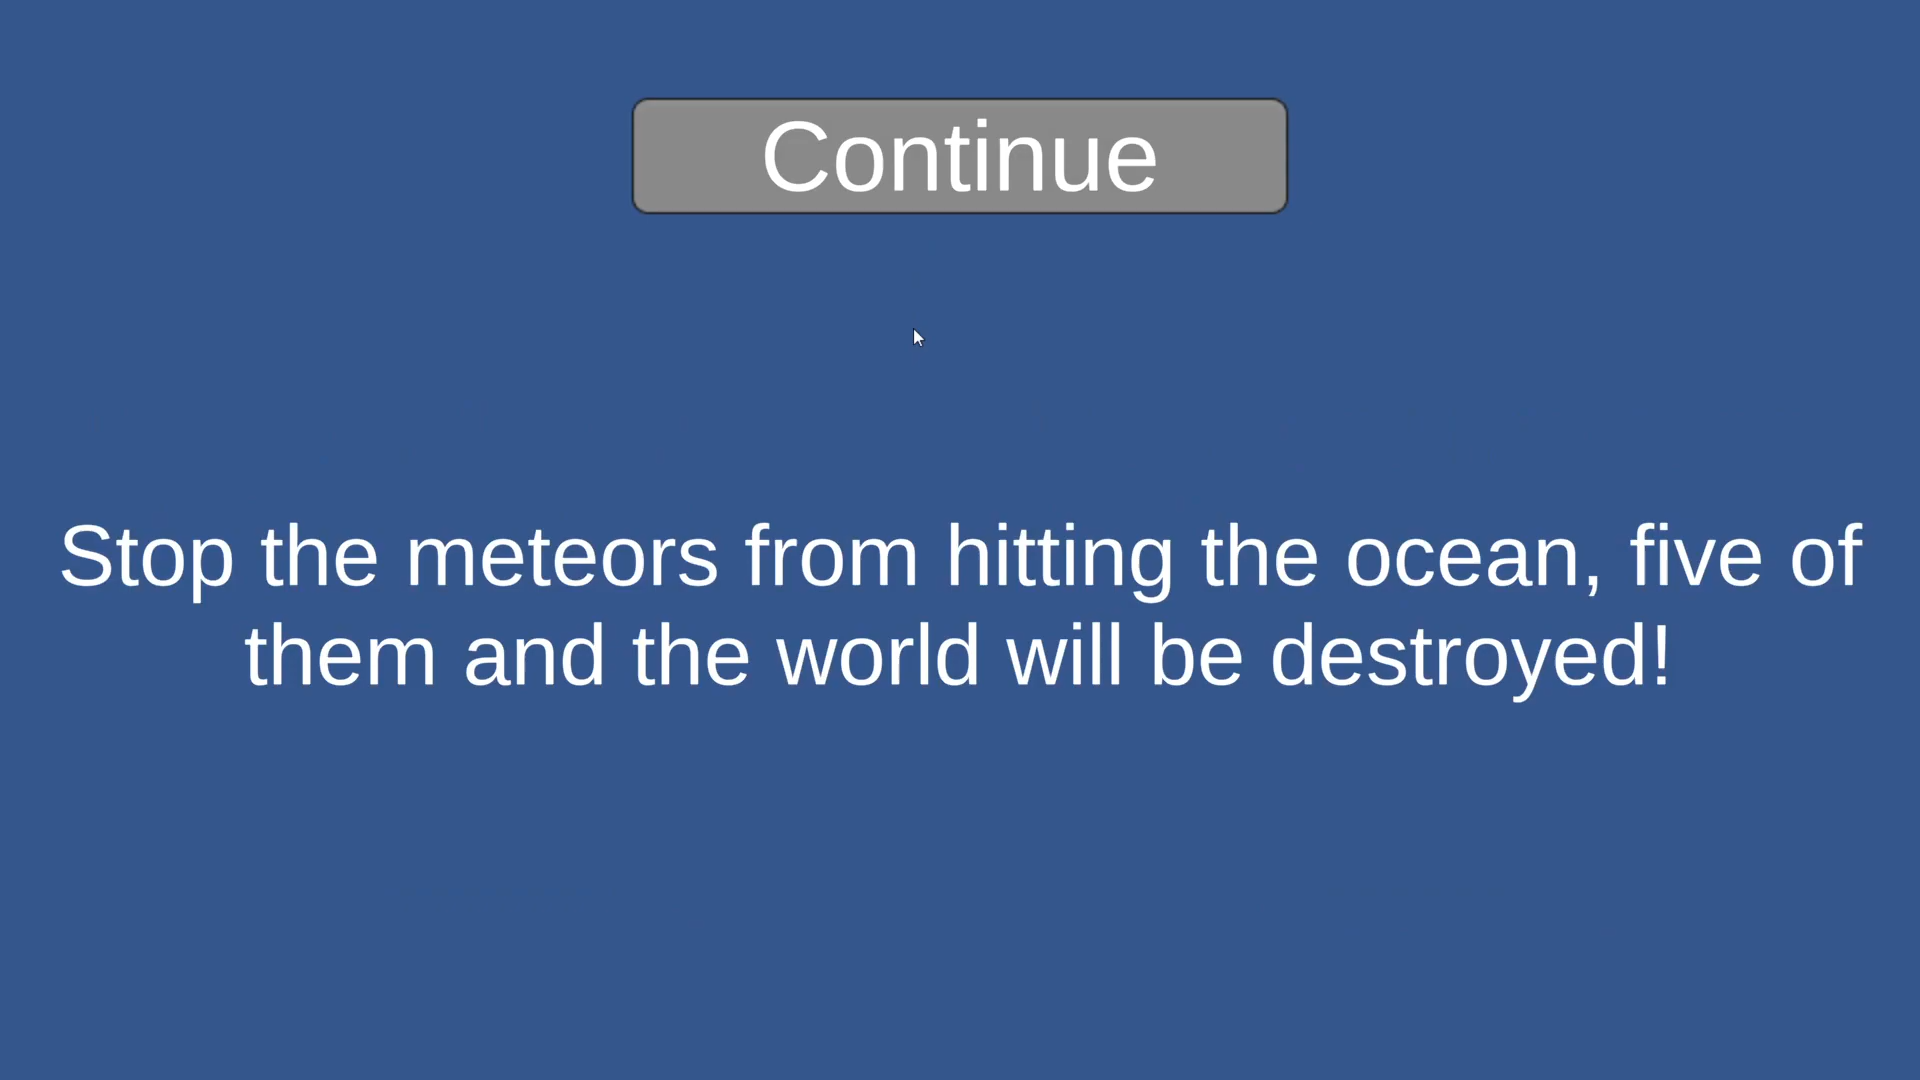 Continue
Stop the meteors from hitting the ocean, five of
them and the world will be destroyed!